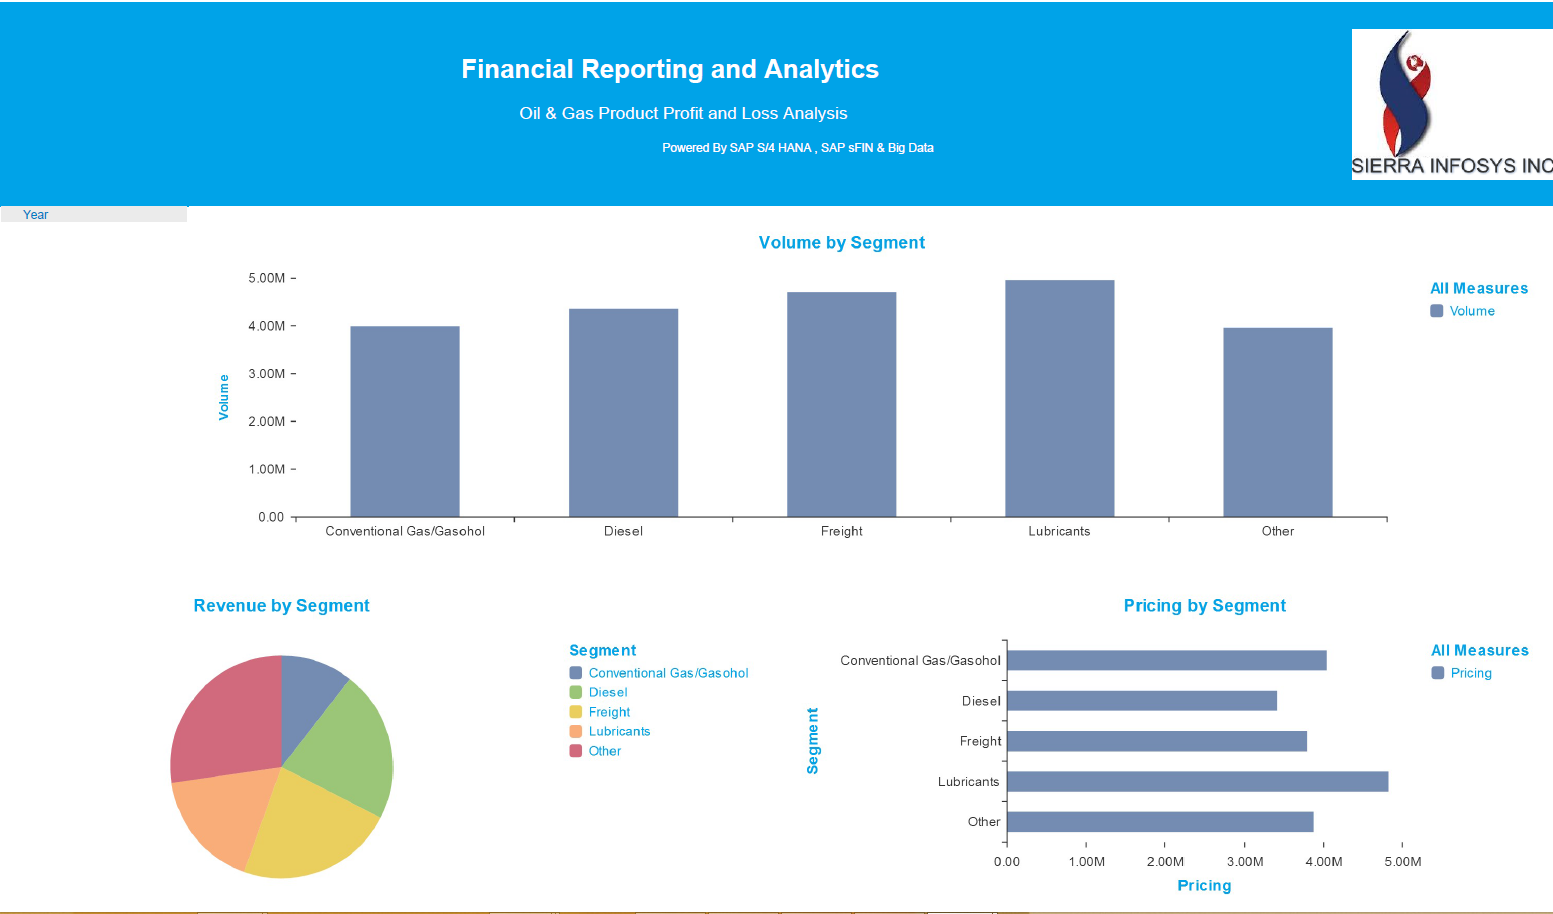 Financial Reporting and Analytics
Oil & Gas Product Profit and Loss Analysis
Powered By SAP S/4 HANA , SAP sFIN & Big Data
SIERRA INFOSYS INC
Year
Volume by Segment
5.00M
4.00M
3.00M
2.00M
1.00M
0.00
Volume
Conventional Gas/Gasohol
Diesel
Freight
Lubricants
Other
All Measures
Volume
Revenue by Segment
Segment
Conventional Gas/Gasohol
Diesel
Freight
Lubricants
Other
Pricing by Segment
Segment
Conventional Gas/Gasohol
Diesel
Freight
Lubricants
Other
0.00 1.00M 2.00M 3.00M 4.00M 5.00M
Pricing
All Measures
Pricing